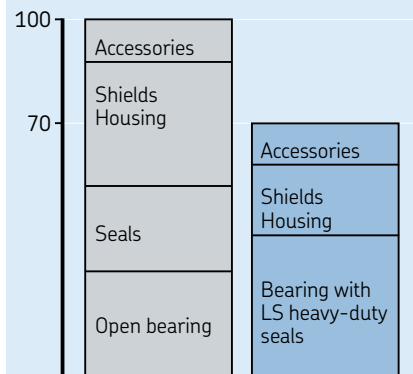 100
Accessories
Shields
Housing
70
Accessories
Shields
Housing
Seals
Bearing with
LS heavy-duty
seals
Open bearing